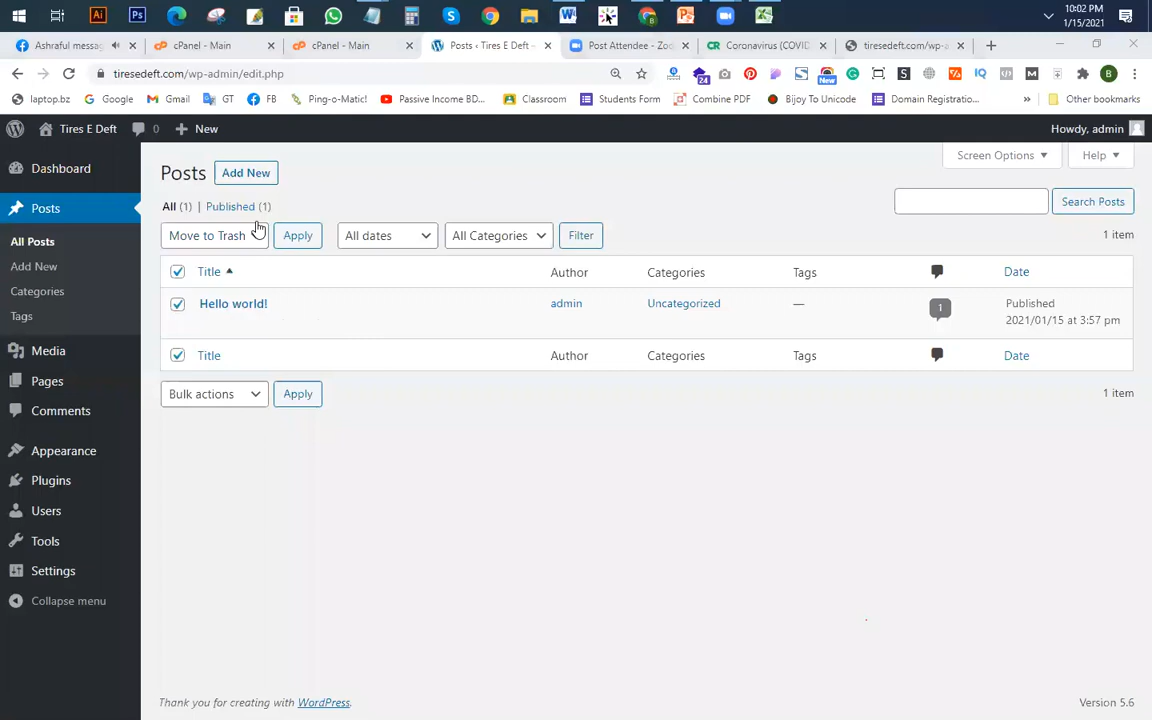 10:02 PM
1/15/2021
Ashraful messag
cPanel - Main
cPanel - Main
Posts ‹ Tires E Deft -
Post Attendee - Zoo
Coronavirus (COVID
tiresedeft.com/wp-a
tiresedeft.com/wp-admin/edit.php
laptop.bz
Google
Gmail
GT
FB
Ping-o-Matic!
Passive Income BD...
Classroom
Students Form
Combine PDF
Bijoy To Unicode
Domain Registratio...
Other bookmarks
Tires E Deft
0
New
Howdy, admin
Dashboard
Posts
All Posts
Add New
Categories
Tags
Media
Pages
Comments
Appearance
Plugins
Users
Tools
Settings
Collapse menu
Posts
Add New
Screen Options
Help
All (1) | Published (1)
Search Posts
Move to Trash
Apply
All dates
All Categories
Filter
1 item
Title
Author
Categories
Tags
Date
Hello world!
admin
Uncategorized
—
1
Published
2021/01/15 at 3:57 pm
Title
Author
Categories
Tags
Date
Bulk actions
Apply
1 item
Thank you for creating with WordPress.
Version 5.6